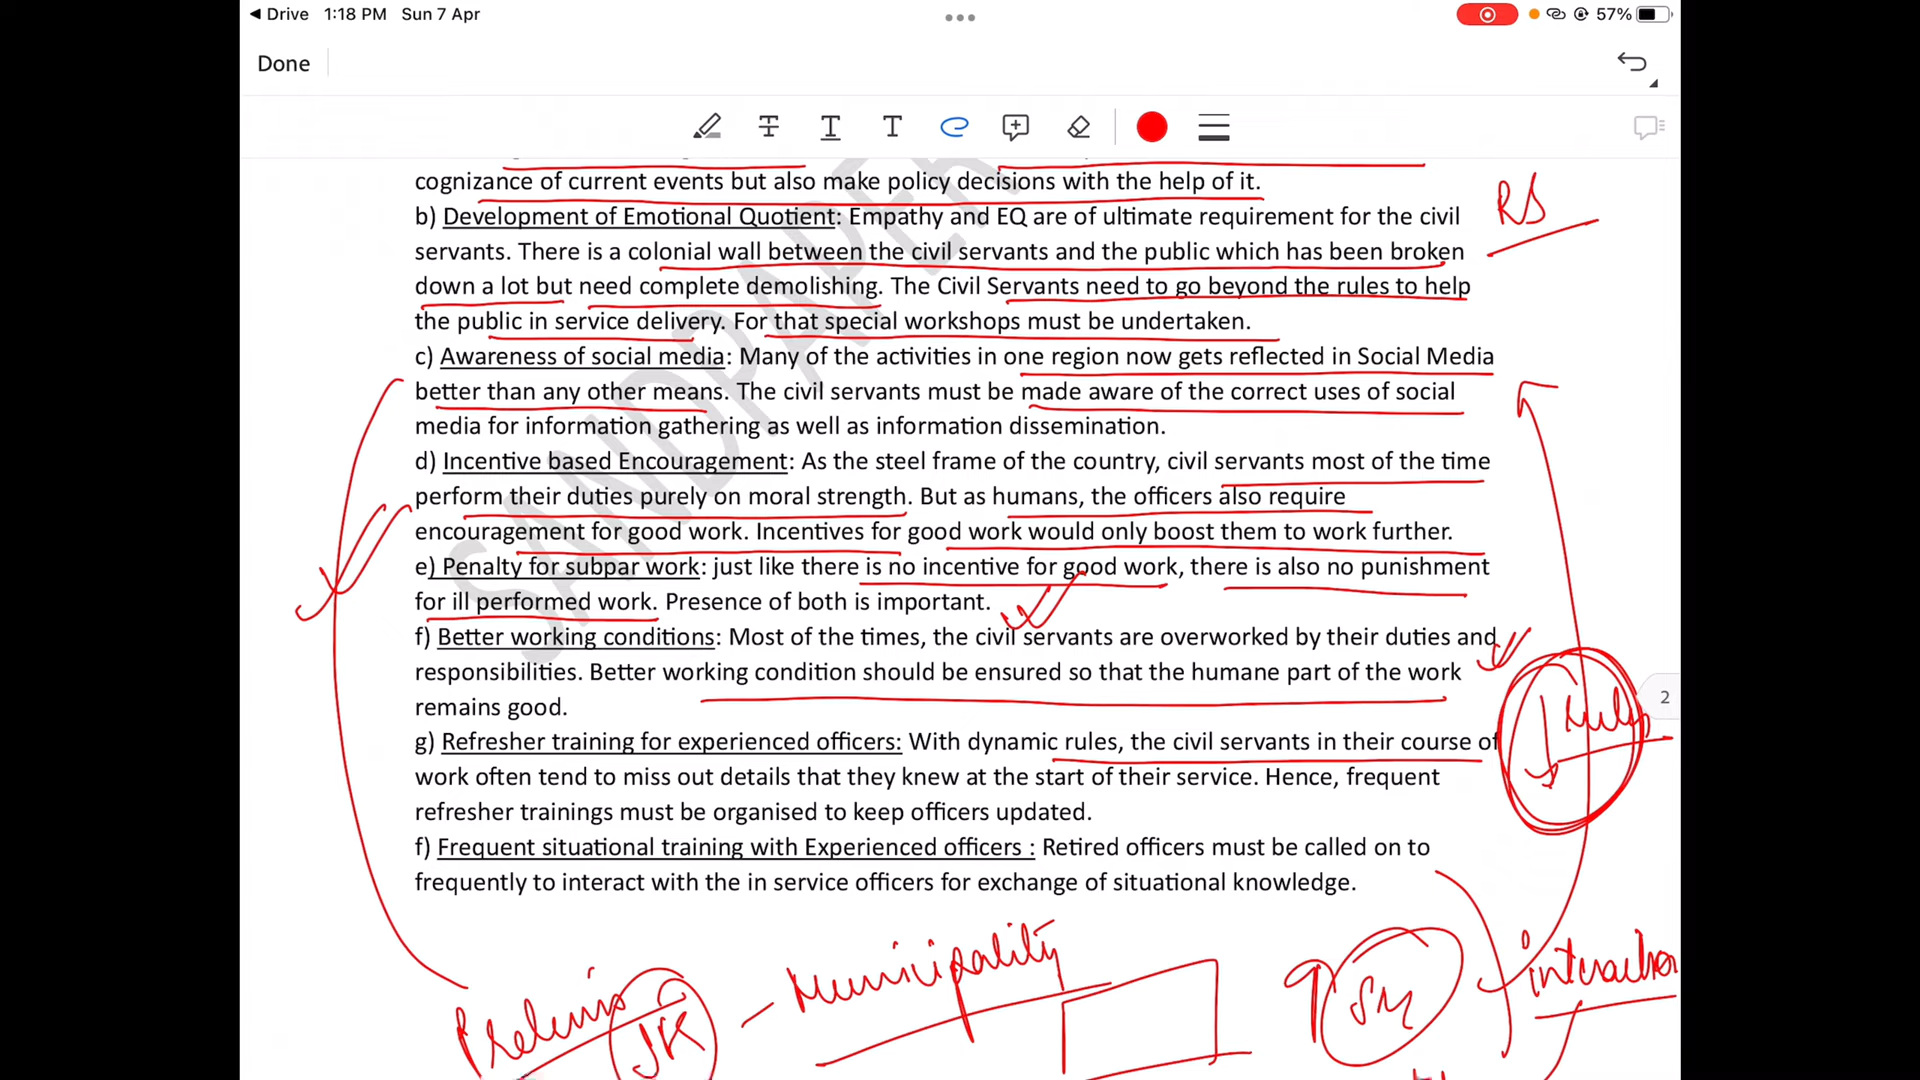 Drive 1:18 PM Sun 7 Apr
57%
Done
cognizance of current events but also make policy decisions with the help of it.
b) Development of Emotional Quotient: Empathy and EQ are of ultimate requirement for the civil
servants. There is a colonial wall between the civil servants and the public which has been broken
down a lot but need complete demolishing. The Civil Servants need to go beyond the rules to help
the public in service delivery. For that special workshops must be undertaken.
c) Awareness of social media: Many of the activities in one region now gets reflected in Social Media
better than any other means. The civil servants must be made aware of the correct uses of social
media for information gathering as well as information dissemination.
d) Incentive based Encouragement: As the steel frame of the country, civil servants most of the time
perform their duties purely on moral strength. But as humans, the officers also require
encouragement for good work. Incentives for good work would only boost them to work further.
e) Penalty for subpar work: just like there is no incentive for good work, there is also no punishment
for ill performed work. Presence of both is important.
f) Better working conditions: Most of the times, the civil servants are overworked by their duties and
responsibilities. Better working condition should be ensured so that the humane part of the work
remains good.
g) Refresher training for experienced officers: With dynamic rules, the civil servants in their course of
work often tend to miss out details that they knew at the start of their service. Hence, frequent
refresher trainings must be organised to keep officers updated.
f) Frequent situational training with Experienced officers : Retired officers must be called on to
frequently to interact with the in service officers for exchange of situational knowledge.
SANDPAPER
RS
2
Municipality
SM
interaction
Prelims